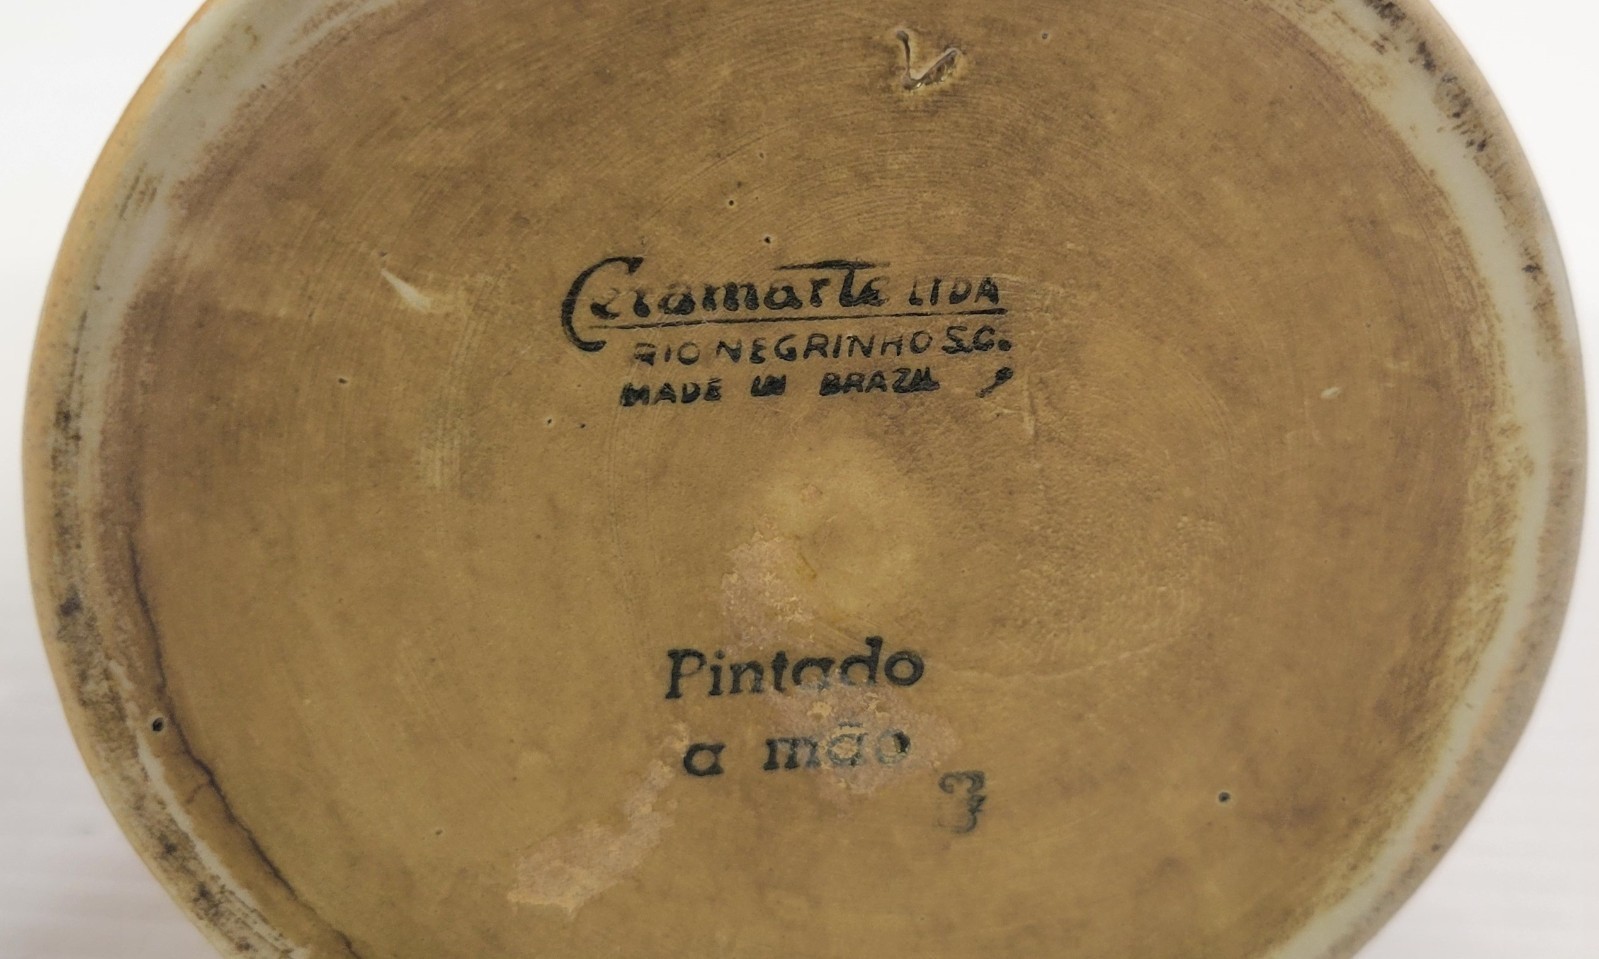 Ceramarte LTDA
RIO NEGRINHO S.C.
MADE IN BRAZIL
Pintado
a mão
3